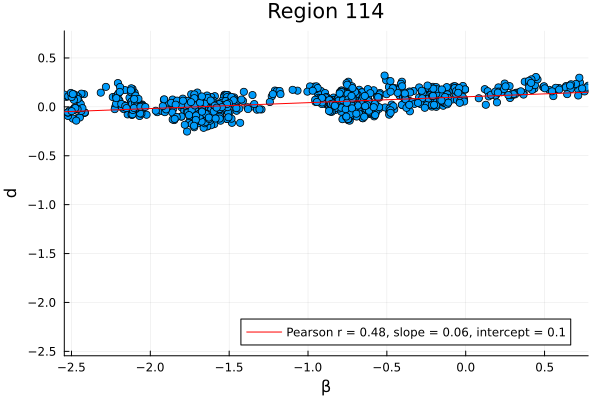 Region 114
0.5
0.0
−0.5
−1.0
−1.5
−2.0
−2.5
d
Pearson r = 0.48, slope = 0.06, intercept = 0.1
−2.5 −2.0 −1.5 −1.0 −0.5 0.0 0.5
β